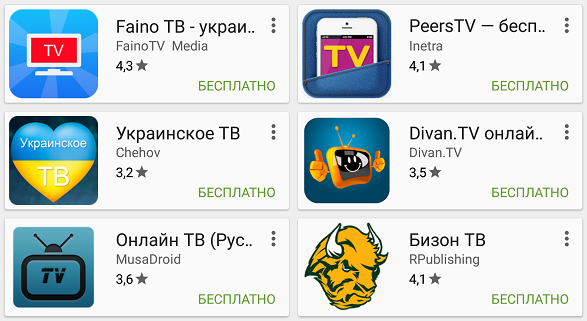 TV
Faino ТВ - украи..
FainoTV Media
4,3
БЕСПЛАТНО
TV
PeersTV — бесп..
Inetra
4,1
БЕСПЛАТНО
Украинское
ТВ
Украинское ТВ
Chehov
3,2
БЕСПЛАТНО
Divan.TV онлай..
Divan.TV
3,5
БЕСПЛАТНО
TV
Онлайн ТВ (Рус..
MusaDroid
3,6
БЕСПЛАТНО
Бизон ТВ
RPublishing
4,1
БЕСПЛАТНО